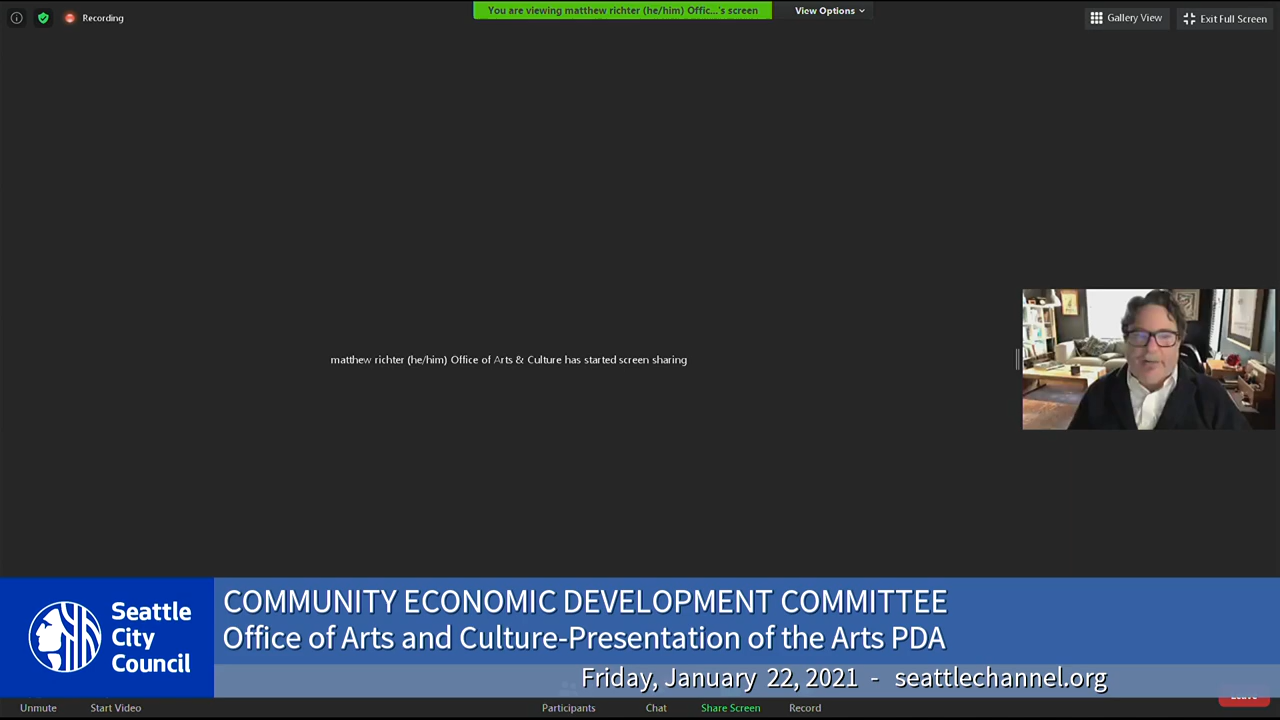 Recording
You are viewing matthew richter (he/him) Offic...'s screen
View Options
Gallery View
Exit Full Screen
matthew richter (he/him) Office of Arts & Culture has started screen sharing
Seattle
City
Council
COMMUNITY ECONOMIC DEVELOPMENT COMMITTEE
Office of Arts and Culture-Presentation of the Arts PDA
Friday, January 22, 2021 - seattlechannel.org
Unmute
Start Video
Participants
Chat
Share Screen
Record
Leave